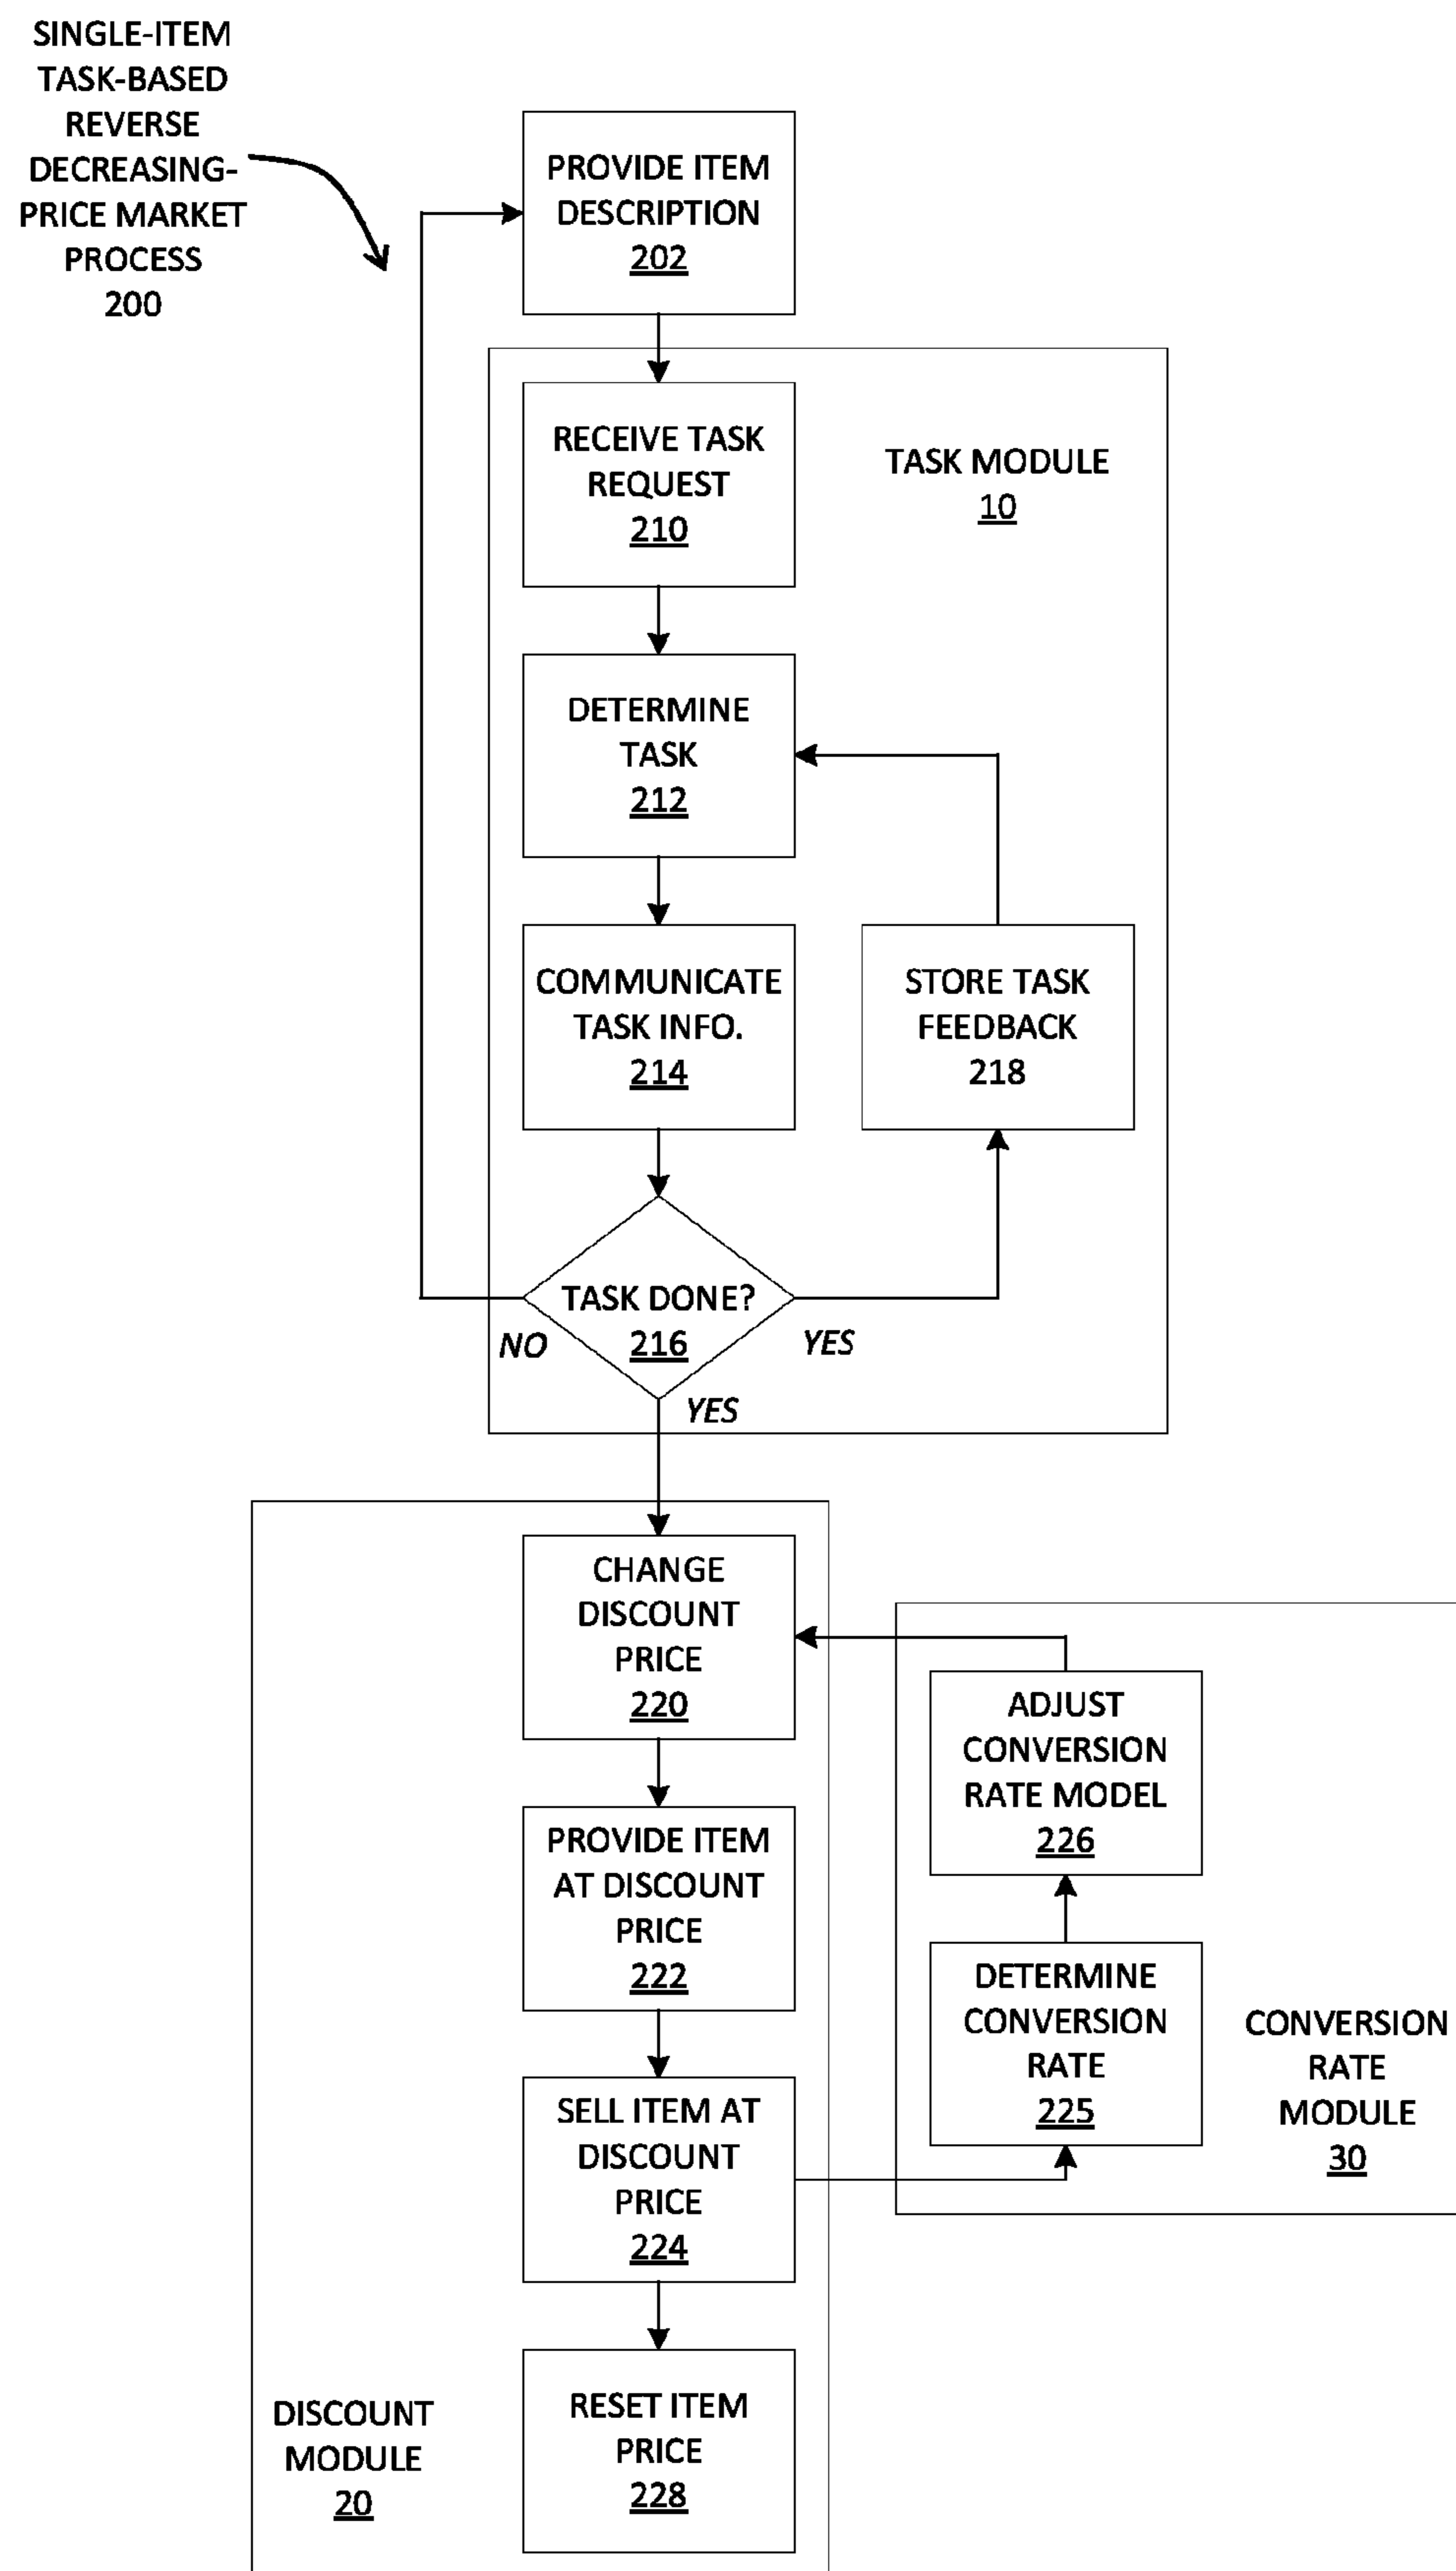 SINGLE-ITEM
TASK-BASED
REVERSE
DECREASING-
PRICE MARKET
PROCESS
200
PROVIDE ITEM
DESCRIPTION
202
RECEIVE TASK
REQUEST
210
TASK MODULE
10
DETERMINE
TASK
212
COMMUNICATE
TASK INFO.
214
STORE TASK
FEEDBACK
218
TASK DONE?
216
NO
YES
YES
CHANGE
DISCOUNT
PRICE
220
ADJUST
CONVERSION
RATE MODEL
226
PROVIDE ITEM
AT DISCOUNT
PRICE
222
DETERMINE
CONVERSION
RATE
225
CONVERSION
RATE
MODULE
30
SELL ITEM AT
DISCOUNT
PRICE
224
RESET ITEM
PRICE
228
DISCOUNT
MODULE
20